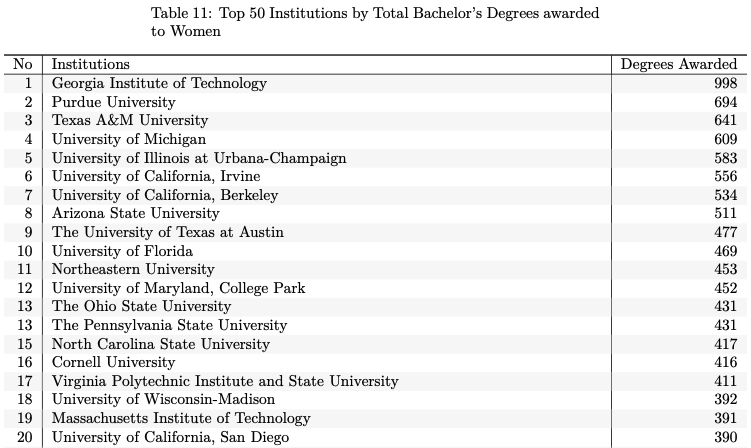 Table 11: Top 50 Institutions by Total Bachelor's Degrees awarded
to Women
No Institutions Degrees Awarded
1 Georgia Institute of Technology 998
2 Purdue University 694
3 Texas A&M University 641
4 University of Michigan 609
5 University of Illinois at Urbana-Champaign 583
6 University of California, Irvine 556
7 University of California, Berkeley 534
8 Arizona State University 511
9 The University of Texas at Austin 477
10 University of Florida 469
11 Northeastern University 453
12 University of Maryland, College Park 452
13 The Ohio State University 431
13 The Pennsylvania State University 431
15 North Carolina State University 417
16 Cornell University 416
17 Virginia Polytechnic Institute and State University 411
18 University of Wisconsin-Madison 392
19 Massachusetts Institute of Technology 391
20 University of California, San Diego 390